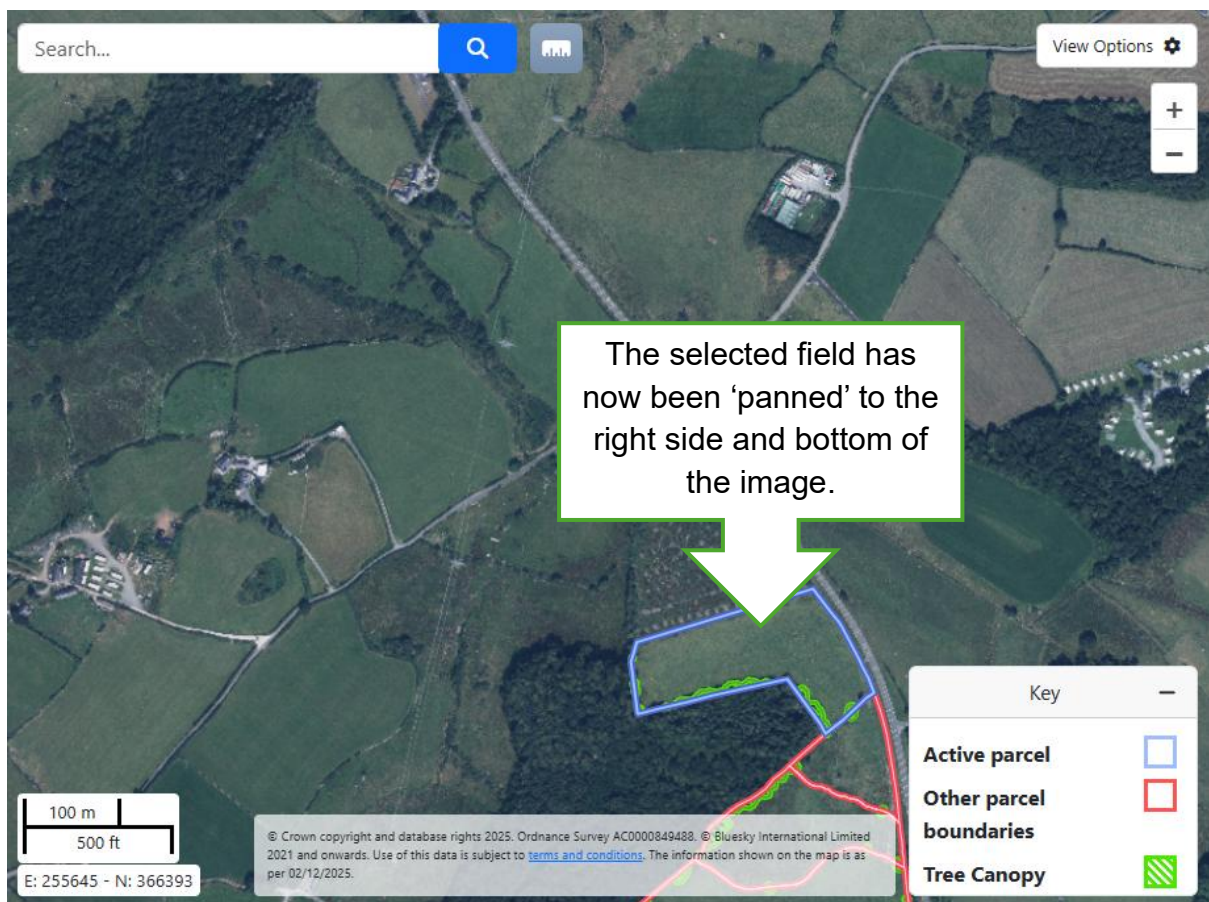 Search...
View Options
+
−
The selected field has
now been ‘panned’ to the
right side and bottom of
the image.
Key
−
Active parcel
Other parcel
boundaries
Tree Canopy
100 m
500 ft
E: 255645 - N: 366393
© Crown copyright and database rights 2025. Ordnance Survey AC0000849488. © Bluesky International Limited
2021 and onwards. Use of this data is subject to terms and conditions. The information shown on the map is as
per 02/12/2025.